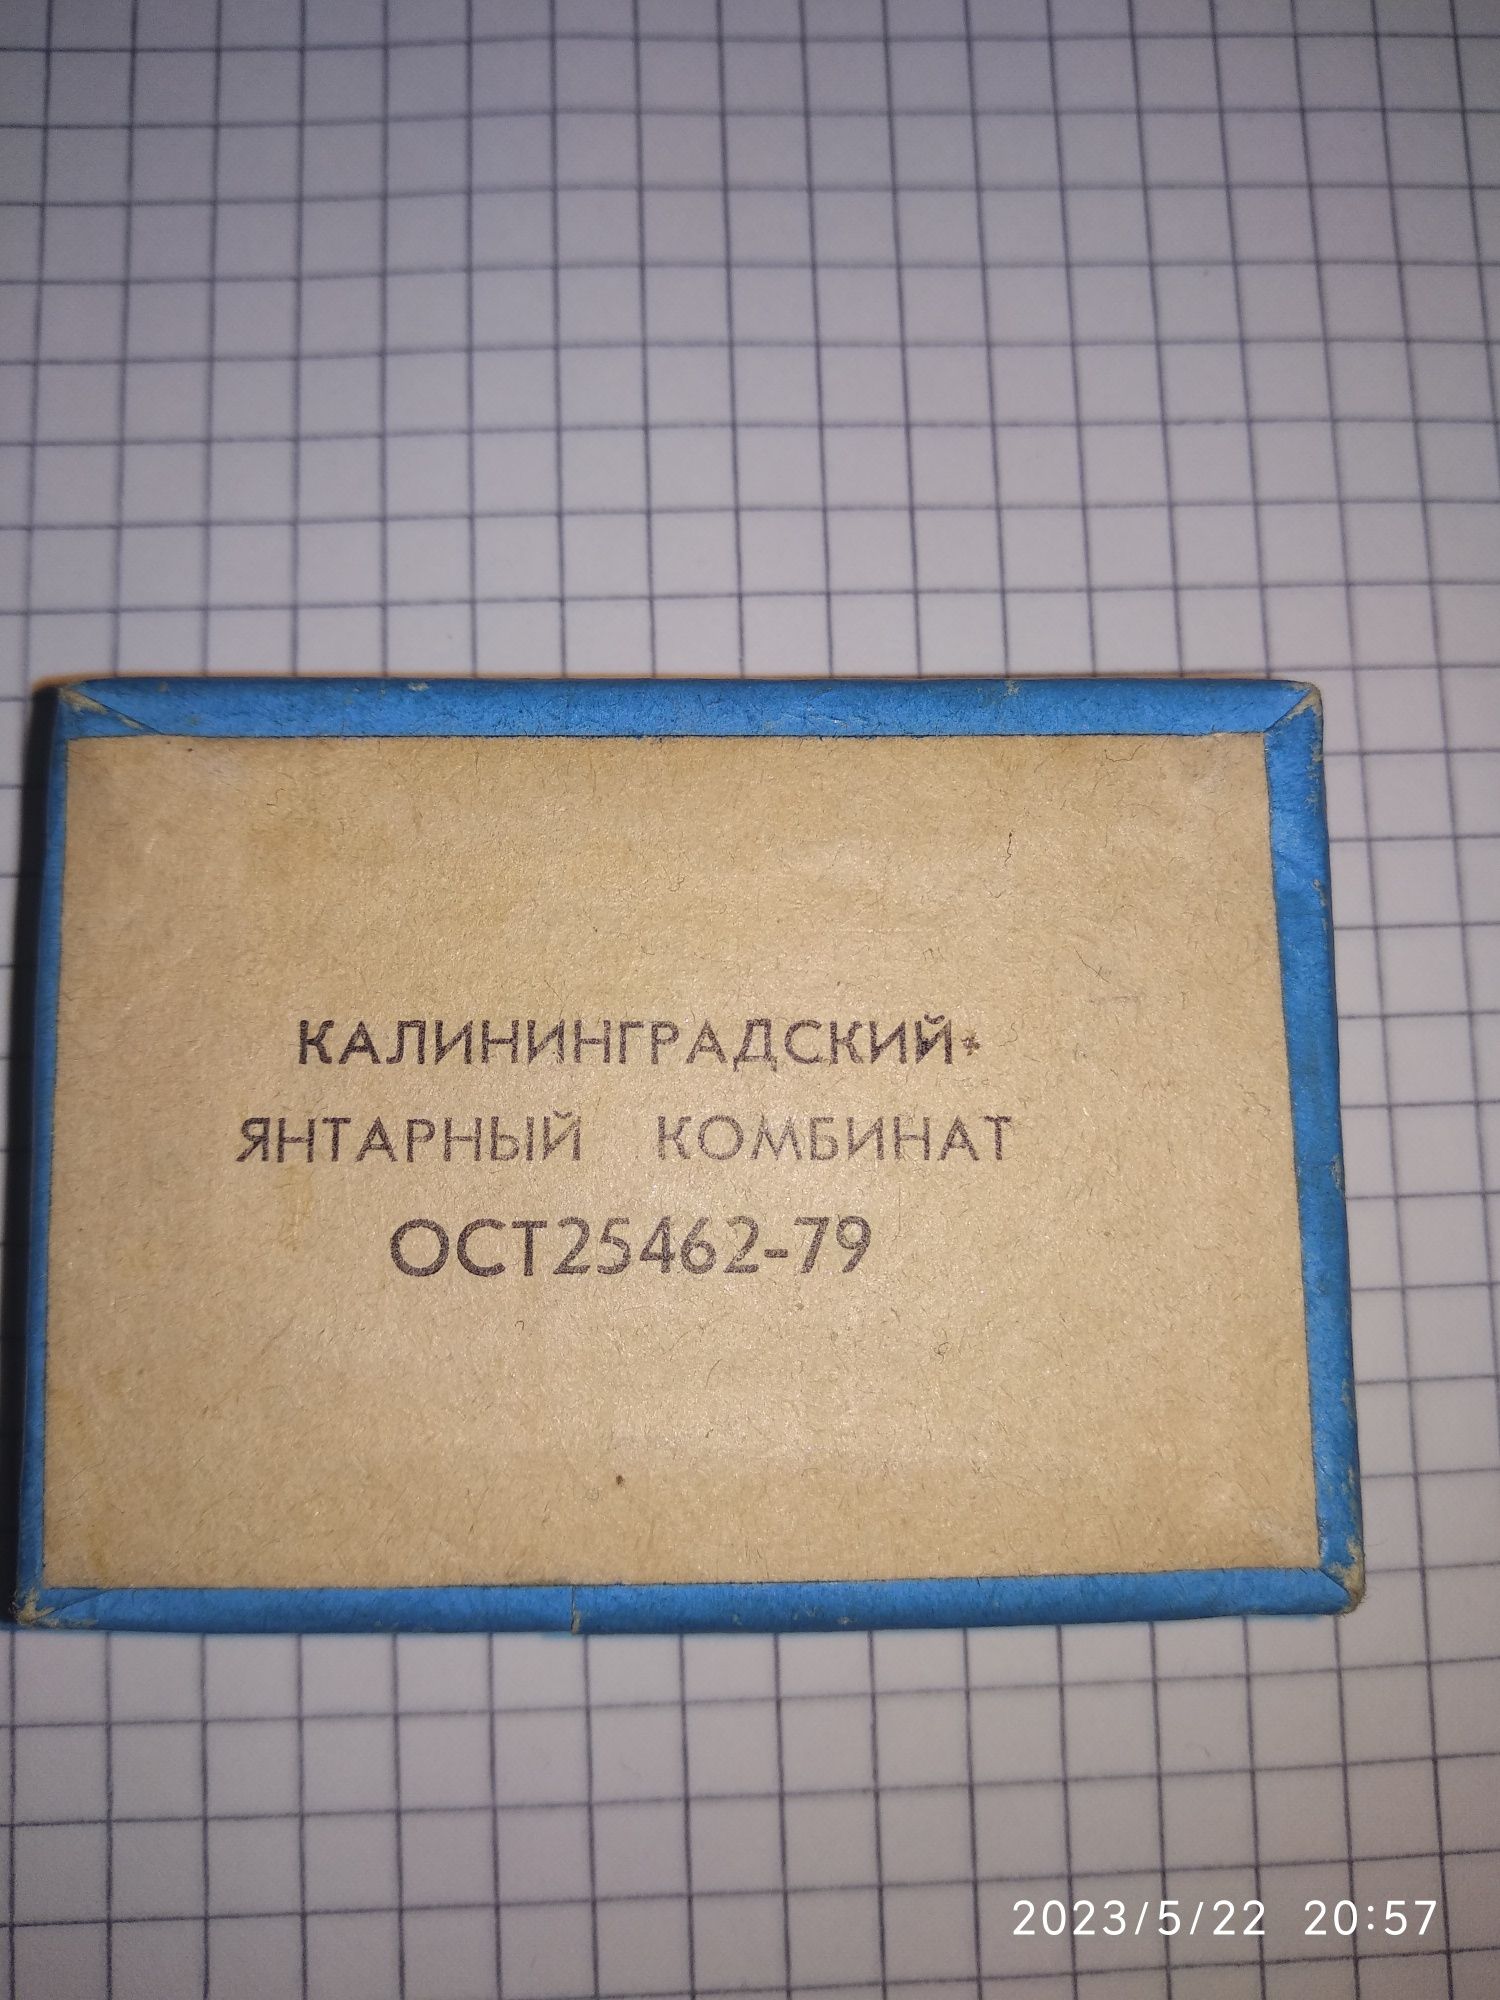 КАЛИНИНГРАДСКИЙ
ЯНТАРНЫЙ КОМБИНАТ
ОСТ25462-79
2023/5/22 20:57